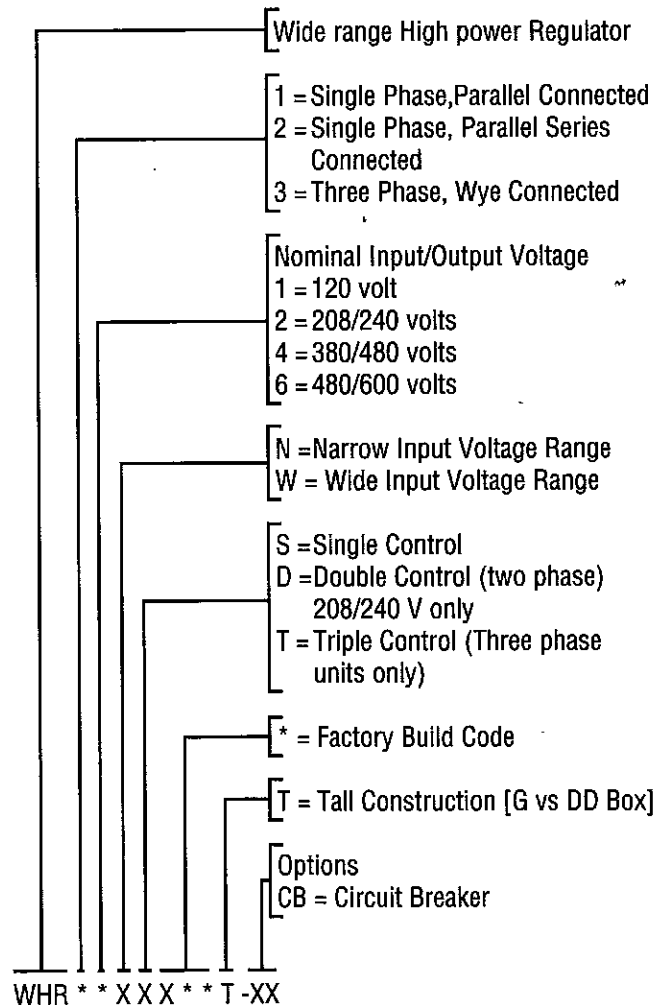 Wide range High power Regulator
1 = Single Phase,Parallel Connected
2 = Single Phase, Parallel Series
Connected
3 = Three Phase, Wye Connected
Nominal Input/Output Voltage
1 = 120 volt
2 = 208/240 volts
4 = 380/480 volts
6 = 480/600 volts
N = Narrow Input Voltage Range
W = Wide Input Voltage Range
S = Single Control
D = Double Control (two phase)
208/240 V only
T = Triple Control (Three phase
units only)
* = Factory Build Code
T = Tall Construction [G vs DD Box]
Options
CB = Circuit Breaker
WHR * * X X X * * T -XX